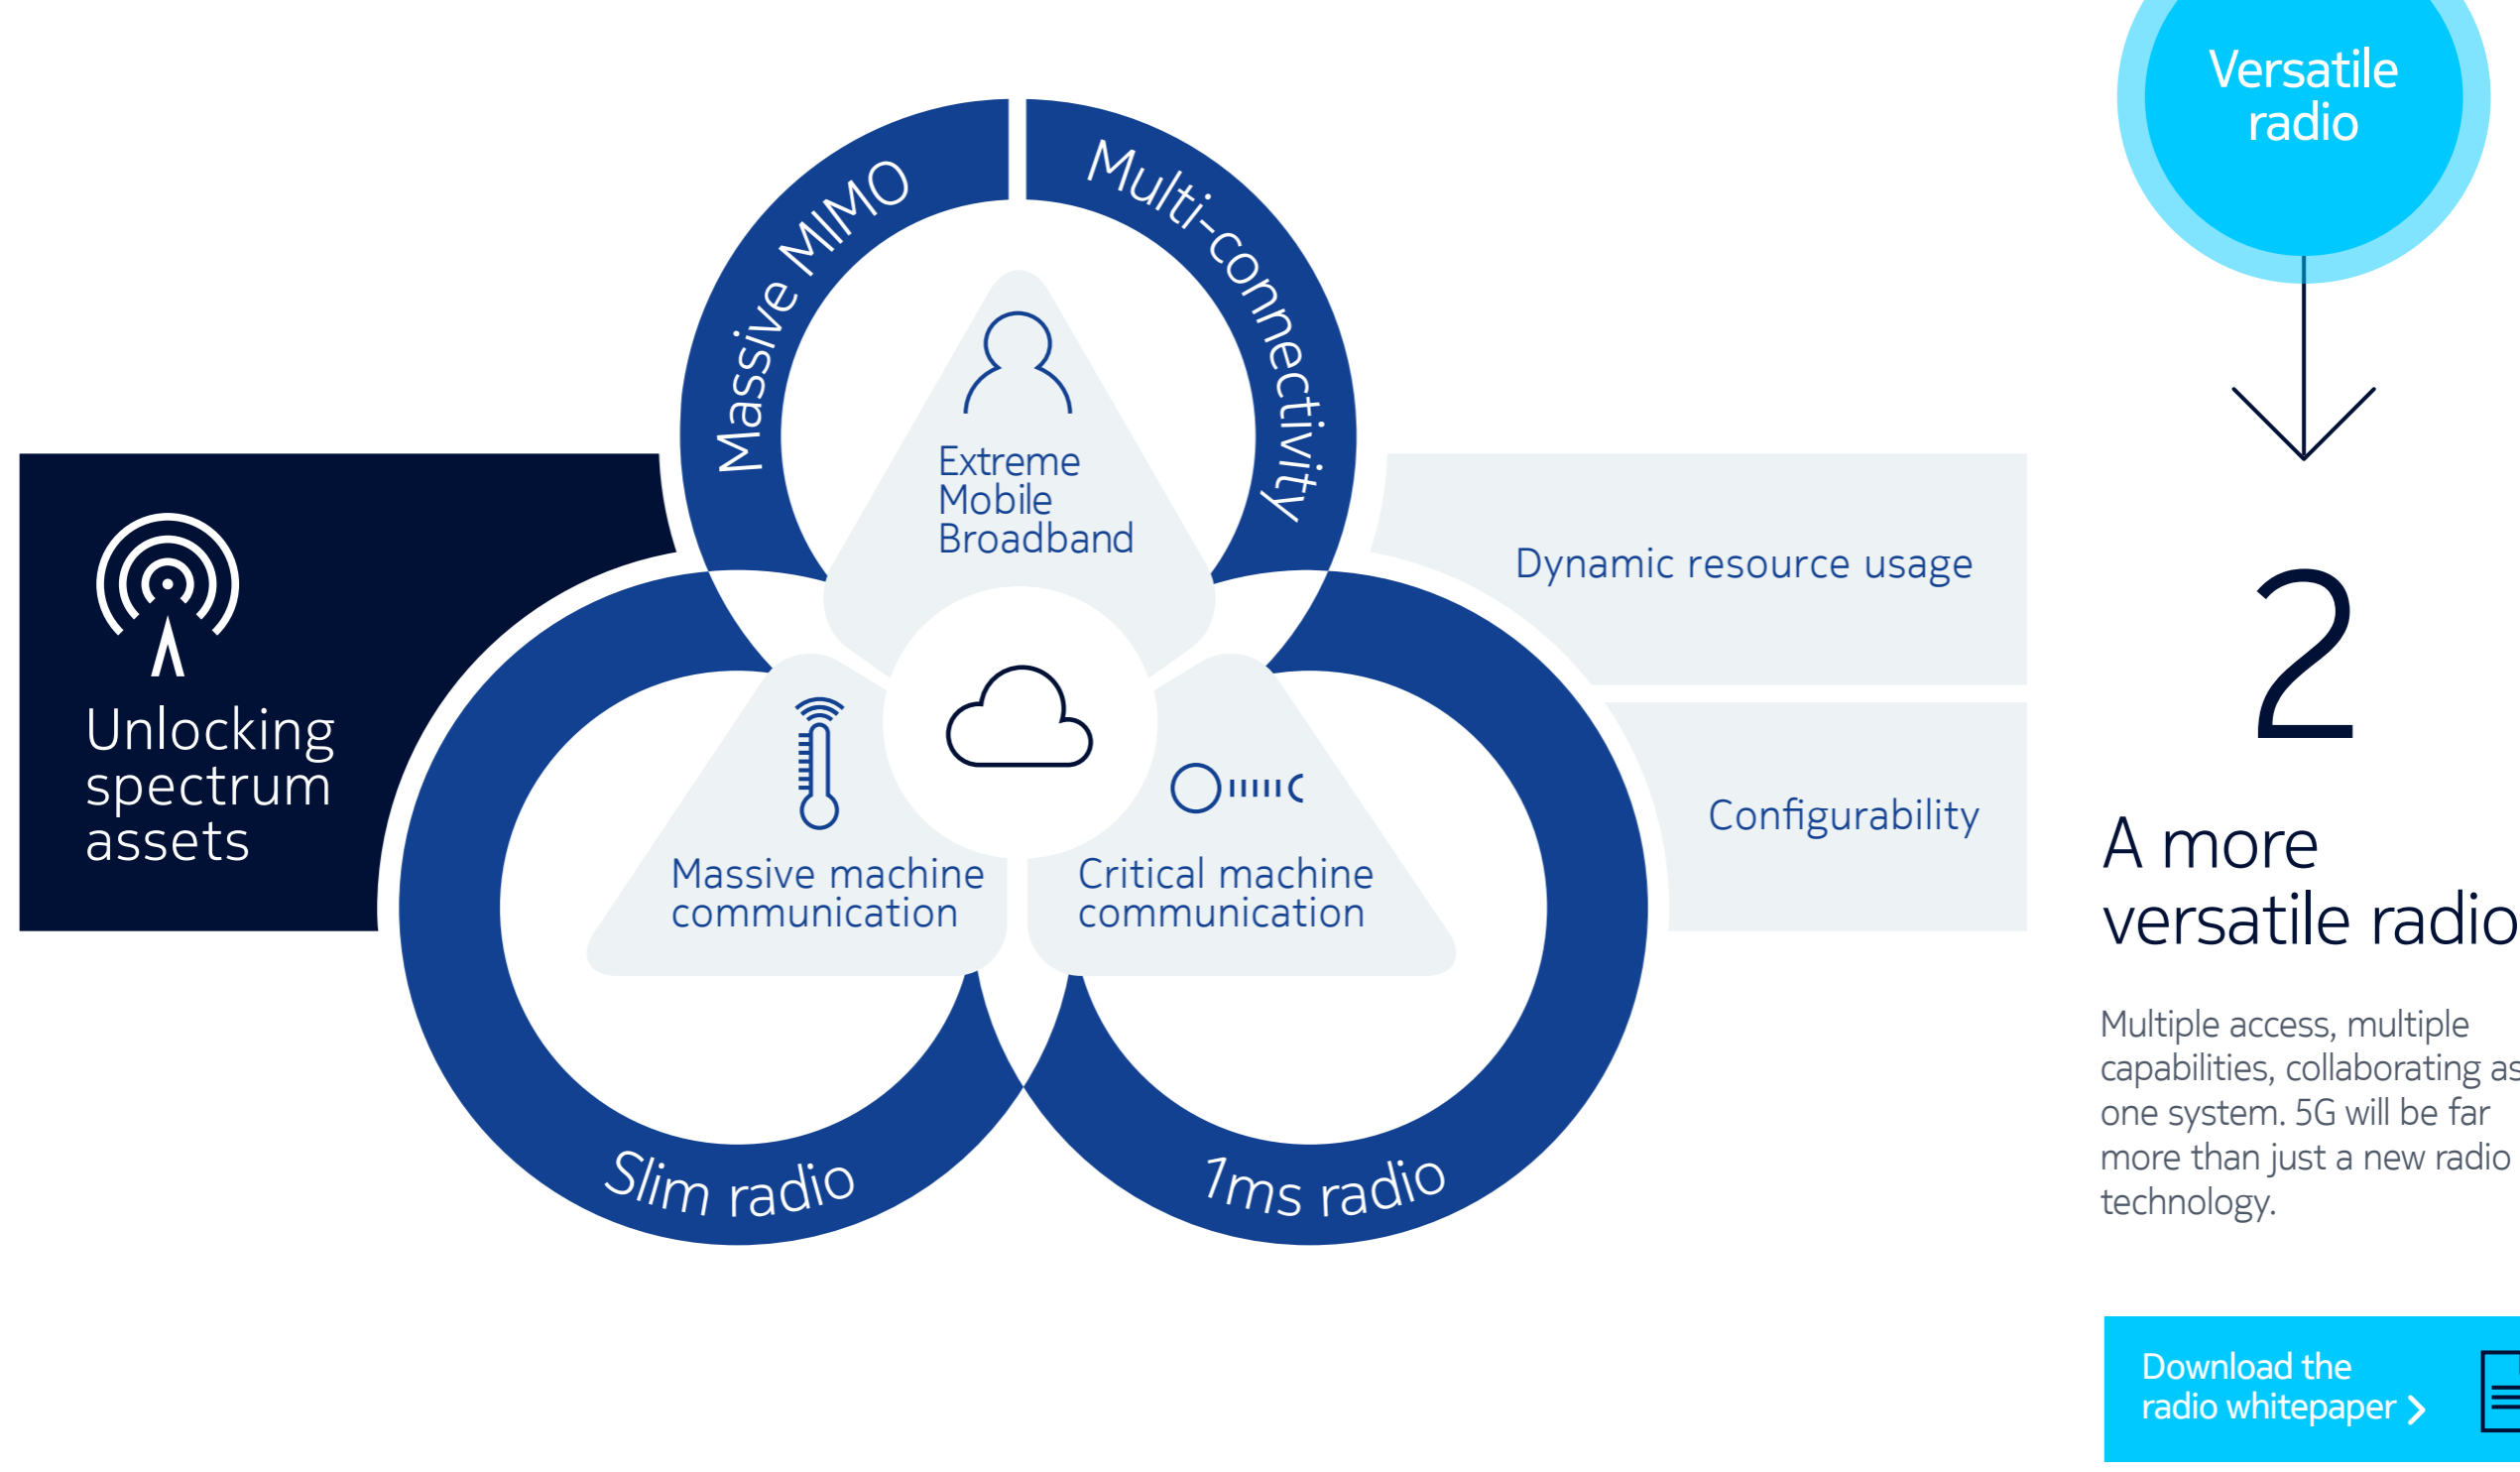 Versatile
radio
Massive MIMO
Multi-connectivity
Extreme
Mobile
Broadband
Unlocking
spectrum
assets
Massive machine
communication
Critical machine
communication
Slim radio
1ms radio
Dynamic resource usage
Configurability
2
A more
versatile radio
Multiple access, multiple
capabilities, collaborating as
one system. 5G will be far
more than just a new radio
technology.
Download the
radio whitepaper